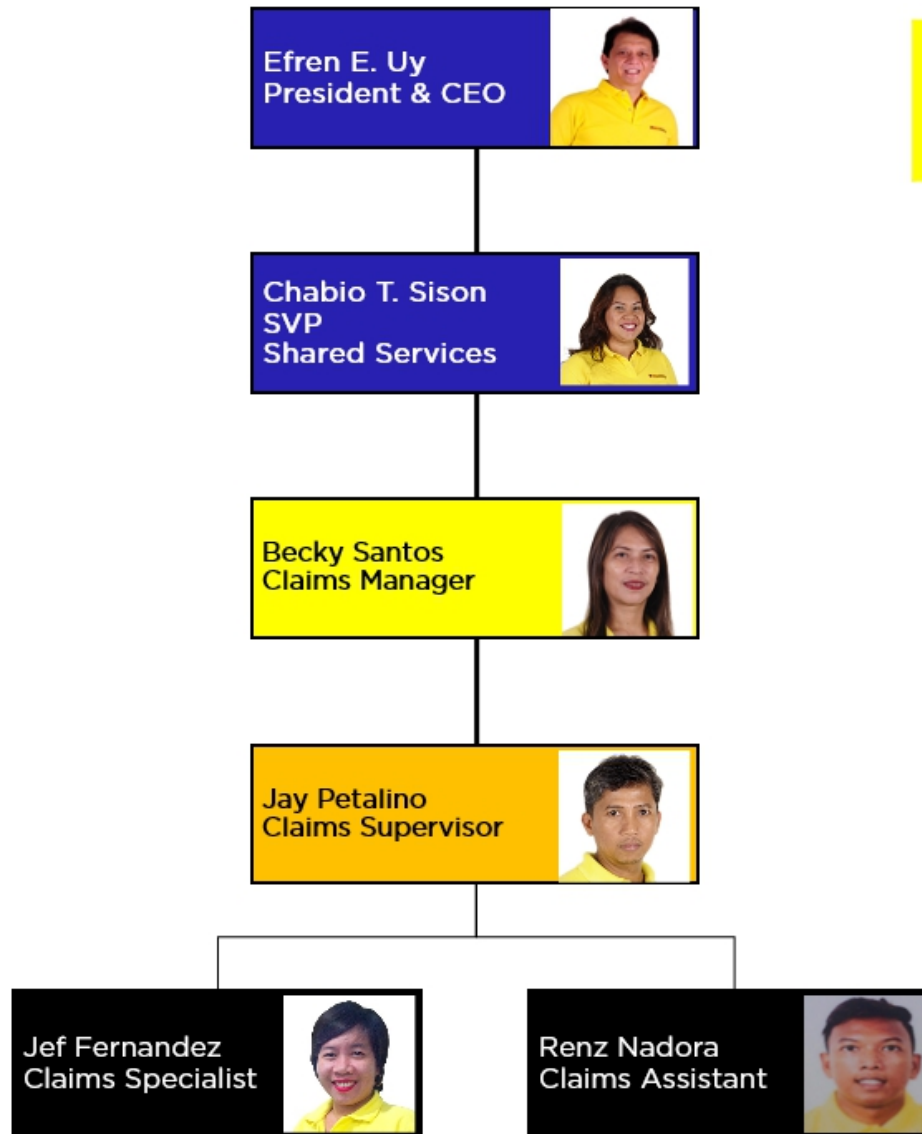 Efren E. Uy
President & CEO
Chabio T. Sison
SVP
Shared Services
Becky Santos
Claims Manager
Jay Petalino
Claims Supervisor
Jef Fernandez
Claims Specialist
Renz Nadora
Claims Assistant